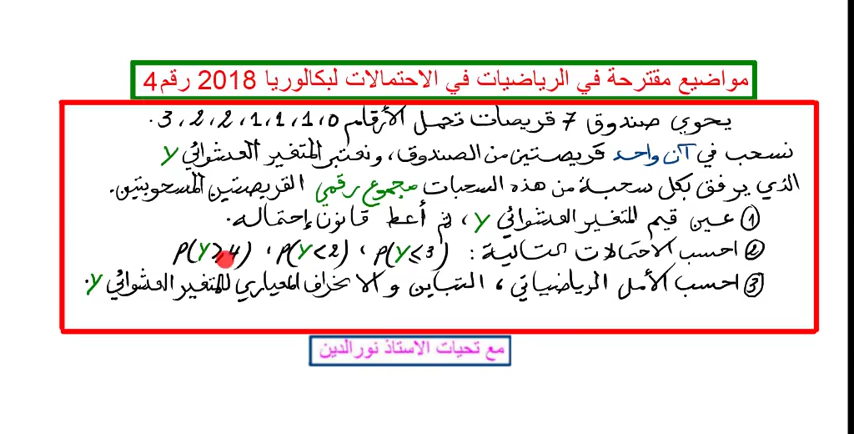 مواضيع مقترحة في الرياضيات في الاحتمالات لبكالوريا 2018 رقم4
يحوي صندوق 7 قريصات تحمل الأرقام 0، 1، 1، 1، 2، 2، 3.
نسحب في آن واحد قريصتين من الصندوق، ونعتبر المتغير العشوائي Y
الذي يرفق بكل سحبة من هذه السحبات مجموع رقمي القريصتين المسحوبتين.
① عين قيم المتغير العشوائي Y، ثم أعط قانون إحتماله.
② احسب الاحتمالات التالية: P(Y≤3)، P(Y<2)، P(Y≥4)
③ احسب الأمل الرياضياتي، التباين والانحراف المعياري للمتغير العشوائي Y.
مع تحيات الاستاذ نورالدين